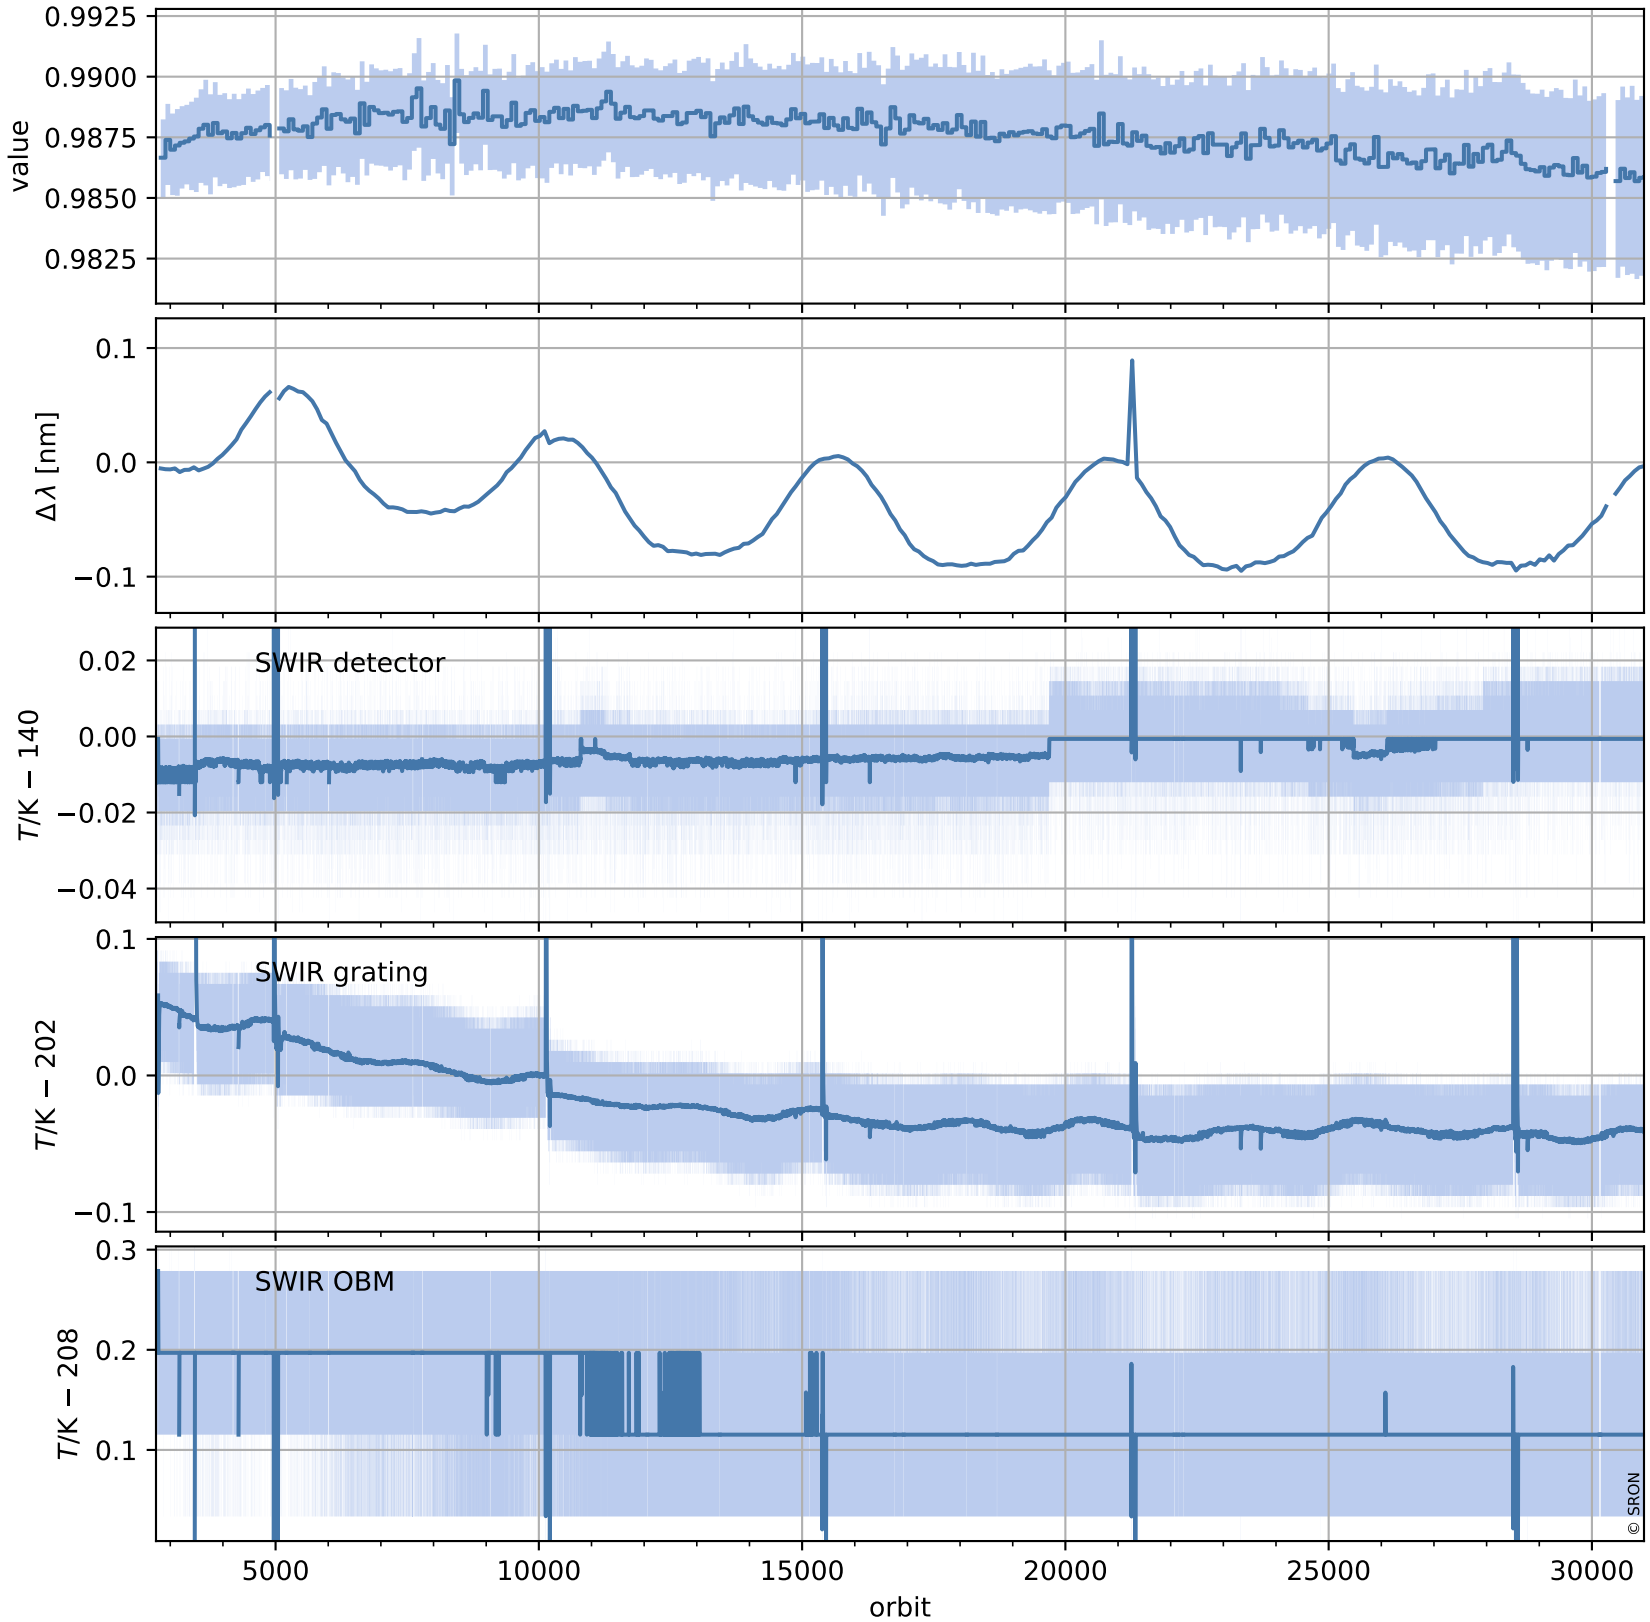 0.9925
0.9900
0.9875
0.9850
0.9825
value
0.1
0.0
−0.1
Δ λ [nm]
SWIR detector
0.02
0.00
−0.02
−0.04
T/K − 140
SWIR grating
0.1
0.0
−0.1
T/K − 202
SWIR OBM
0.3
0.2
0.1
T/K − 208
© SRON
5000 10000 15000 20000 25000 30000
orbit